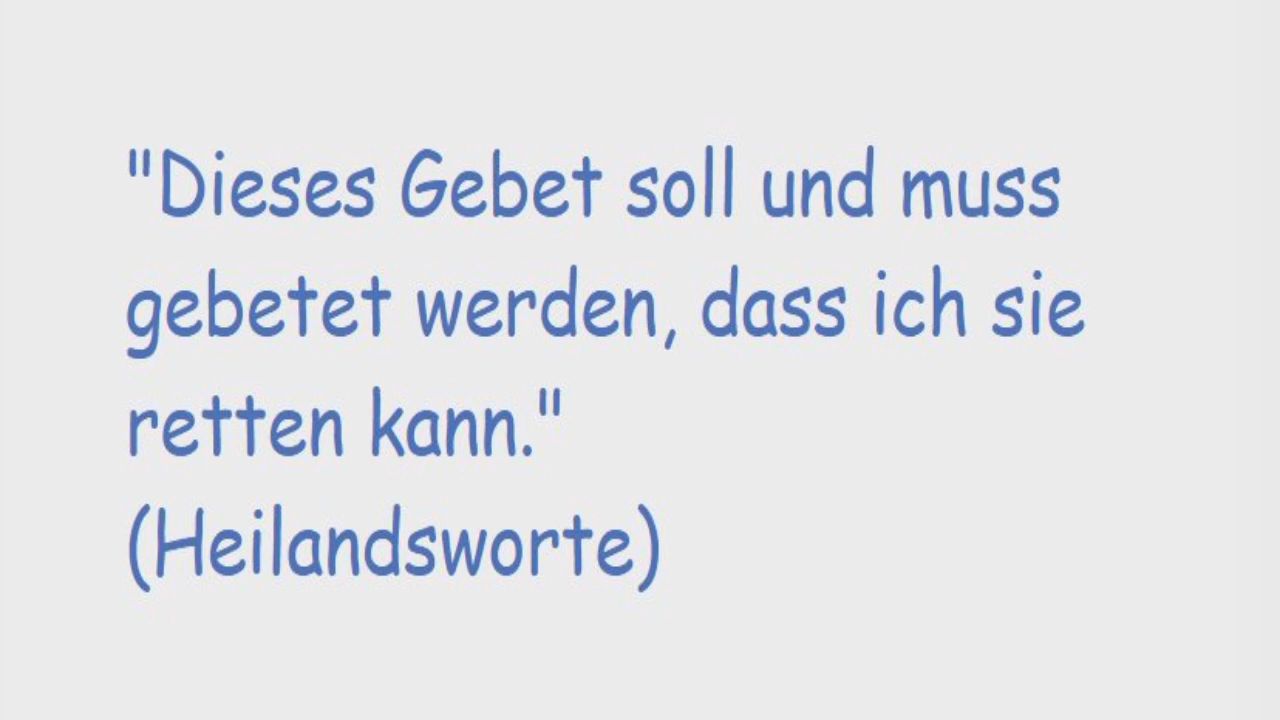 "Dieses Gebet soll und muss
gebetet werden, dass ich sie
retten kann."
(Heilandsworte)